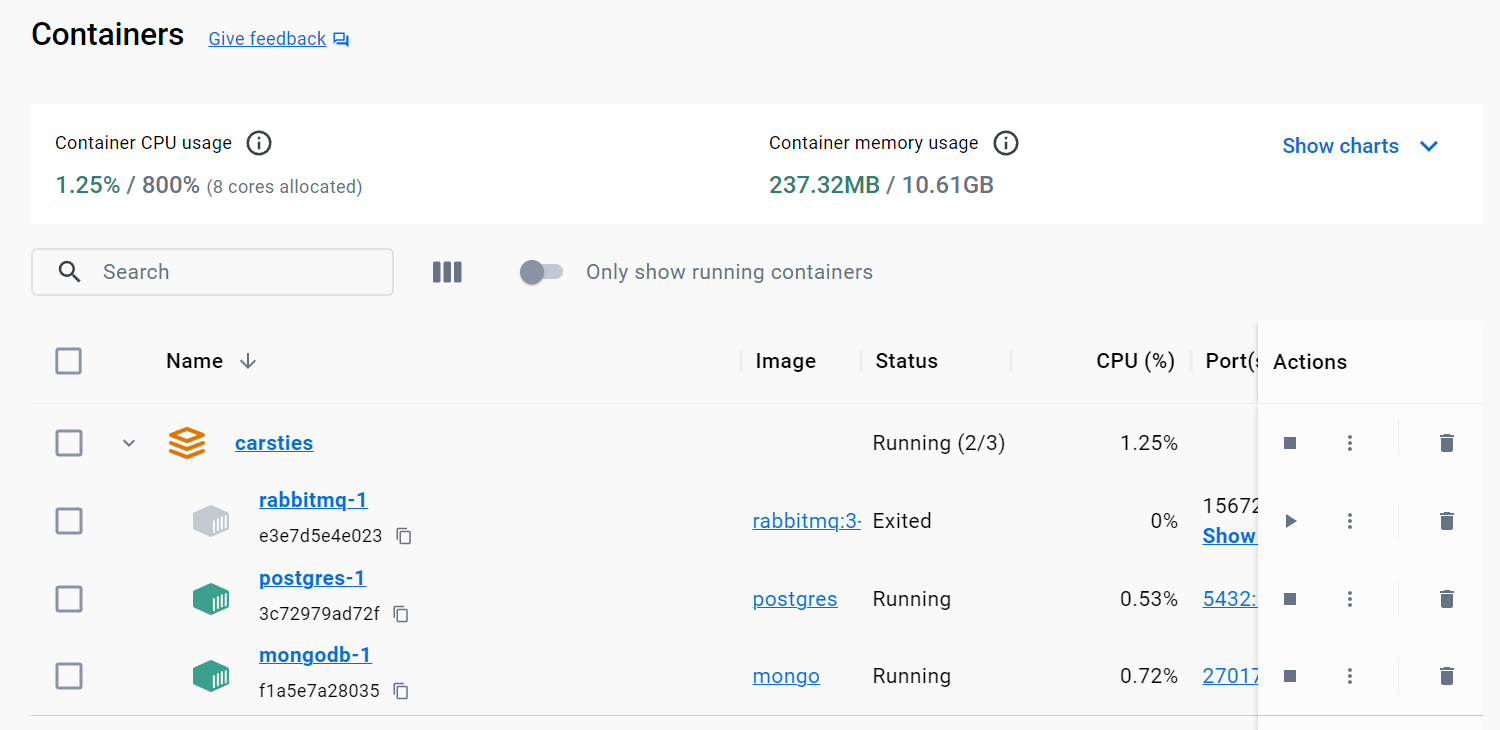 Containers Give feedback
Container CPU usage
1.25% / 800% (8 cores allocated)
Container memory usage
237.32MB / 10.61GB
Show charts
Search
Only show running containers
Name Image Status CPU (%) Port(s Actions
carsties Running (2/3) 1.25%
rabbitmq-1
e3e7d5e4e023
rabbitmq:3- Exited 0% 15672
Show
postgres-1
3c72979ad72f
postgres Running 0.53% 5432:
mongodb-1
f1a5e7a28035
mongo Running 0.72% 27017